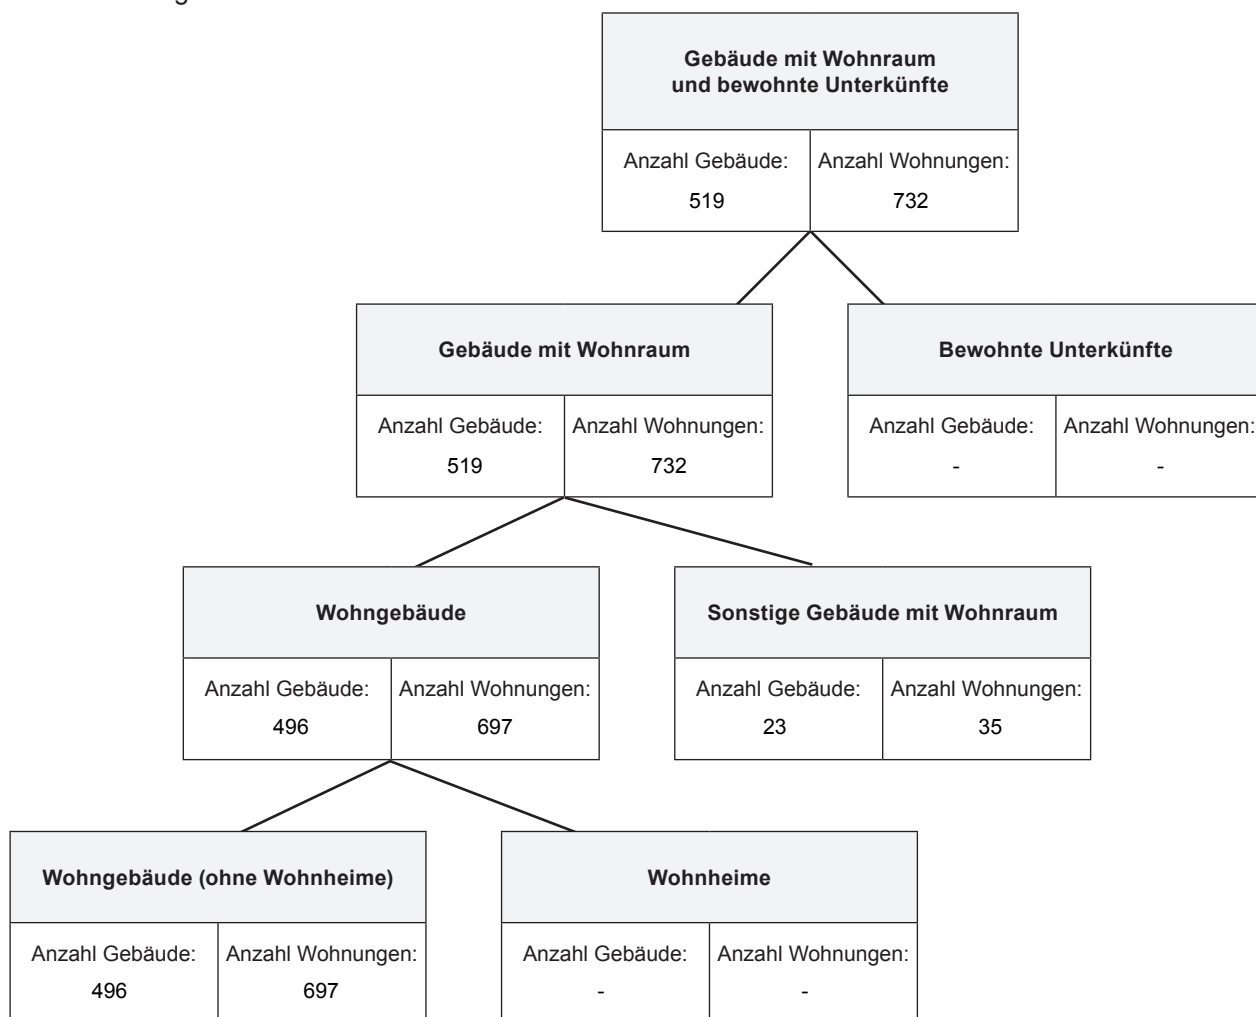 Gebäude mit Wohnraum
und bewohnte Unterkünfte
Anzahl Gebäude: Anzahl Wohnungen:
519 732
Gebäude mit Wohnraum
Anzahl Gebäude: Anzahl Wohnungen:
519 732
Bewohnte Unterkünfte
Anzahl Gebäude: Anzahl Wohnungen:
- -
Wohngebäude
Anzahl Gebäude: Anzahl Wohnungen:
496 697
Sonstige Gebäude mit Wohnraum
Anzahl Gebäude: Anzahl Wohnungen:
23 35
Wohngebäude (ohne Wohnheime)
Anzahl Gebäude: Anzahl Wohnungen:
496 697
Wohnheime
Anzahl Gebäude: Anzahl Wohnungen:
- -